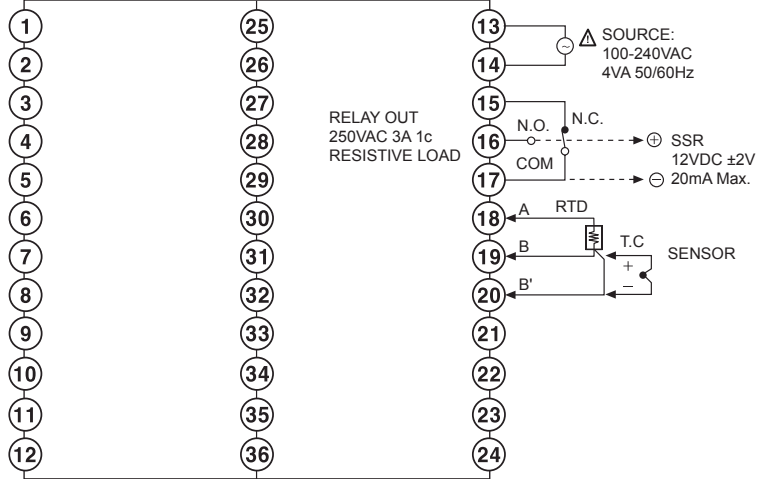 1
2
3
4
5
6
7
8
9
10
11
12
25
26
27
28
29
30
31
32
33
34
35
36
RELAY OUT
250VAC 3A 1c
RESISTIVE LOAD
13
14
15
16
17
18
19
20
21
22
23
24
SOURCE:
100-240VAC
4VA 50/60Hz
N.O.
N.C.
COM
SSR
12VDC ±2V
20mA Max.
A
RTD
B
B'
T.C
+
−
SENSOR